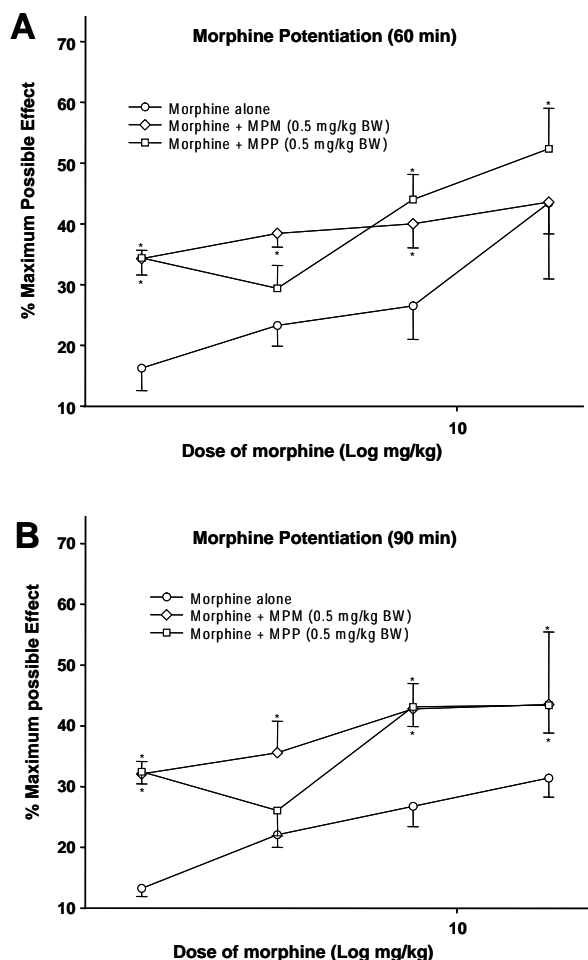 A
Morphine Potentiation (60 min)
% Maximum Possible Effect
70
60
50
40
30
20
10
Morphine alone
Morphine + MPM (0.5 mg/kg BW)
Morphine + MPP (0.5 mg/kg BW)
*
*
*
*
*
*
10
Dose of morphine (Log mg/kg)
B
Morphine Potentiation (90 min)
% Maximum possible Effect
70
60
50
40
30
20
10
Morphine alone
Morphine + MPM (0.5 mg/kg BW)
Morphine + MPP (0.5 mg/kg BW)
*
*
*
*
*
*
*
10
Dose of morphine (Log mg/kg)